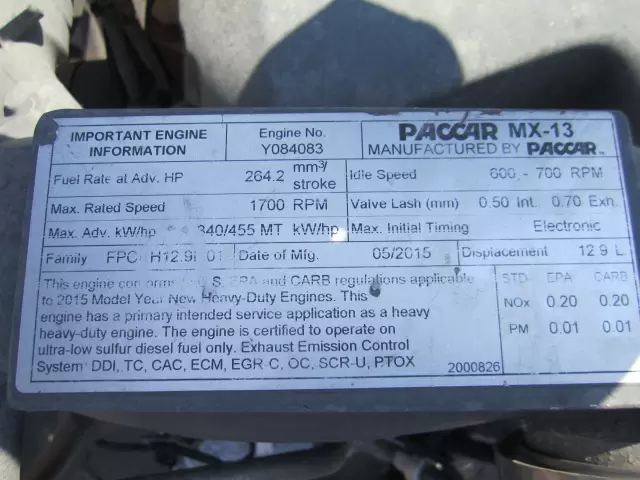 IMPORTANT ENGINE INFORMATION
Engine No. Y084083
PACCAR MX-13
MANUFACTURED BY PACCAR INC.
Fuel Rate at Adv. HP 264.2 mm3/stroke
Idle Speed 600 - 700 RPM
Max. Rated Speed 1700 RPM
Valve Lash (mm) 0.50 Int. 0.70 Exh.
Max. Adv. kW/hp 340/455 MT kW/hp
Max. Initial Timing Electronic
Family FPC H12.9 01
Date of Mfg. 05/2015
Displacement 12.9 L
This engine conforms U.S. EPA and CARB regulations applicable
to 2015 Model Year New Heavy-Duty Engines. This
engine has a primary intended service application as a heavy
heavy-duty engine. The engine is certified to operate on
ultra-low sulfur diesel fuel only. Exhaust Emission Control
System: DDI, TC, CAC, ECM, EGR-C, OC, SCR-U, PTOX
2000826
STD EPA CARB
NOx 0.20 0.20
PM 0.01 0.01